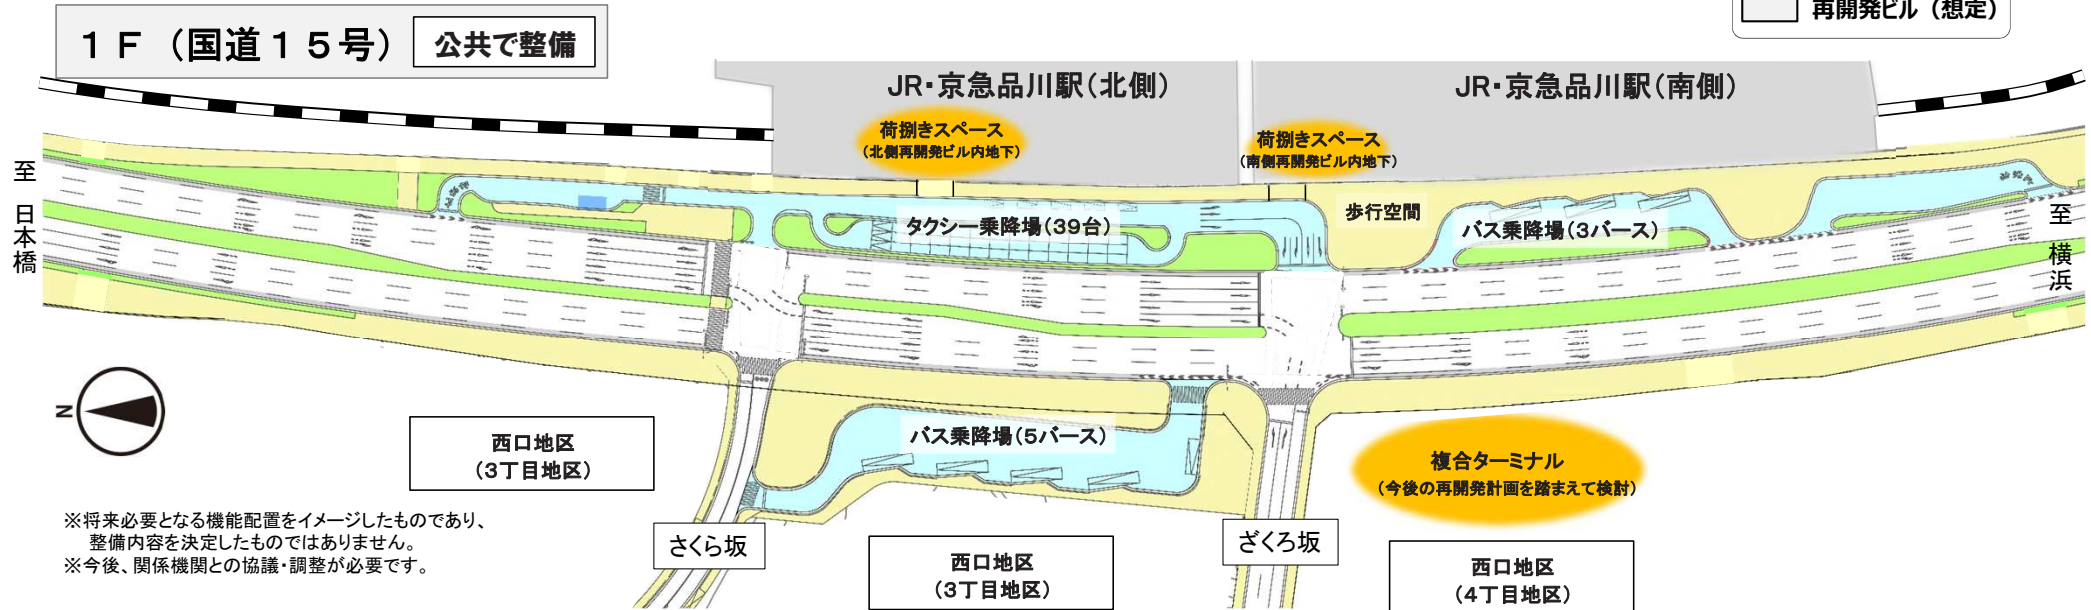 再開発ビル（想定）
１Ｆ（国道１５号）
公共で整備
JR・京急品川駅（北側）
JR・京急品川駅（南側）
荷捌きスペース
（北側再開発ビル内地下）
荷捌きスペース
（南側再開発ビル内地下）
至 日本橋
タクシー乗降場（39台）
歩行空間
バス乗降場（3バース）
至 横浜
N
バス乗降場（5バース）
西口地区
（3丁目地区）
複合ターミナル
（今後の再開発計画を踏まえて検討）
※将来必要となる機能配置をイメージしたものであり、
整備内容を決定したものではありません。
※今後、関係機関との協議・調整が必要です。
さくら坂
ざくろ坂
西口地区
（3丁目地区）
西口地区
（4丁目地区）